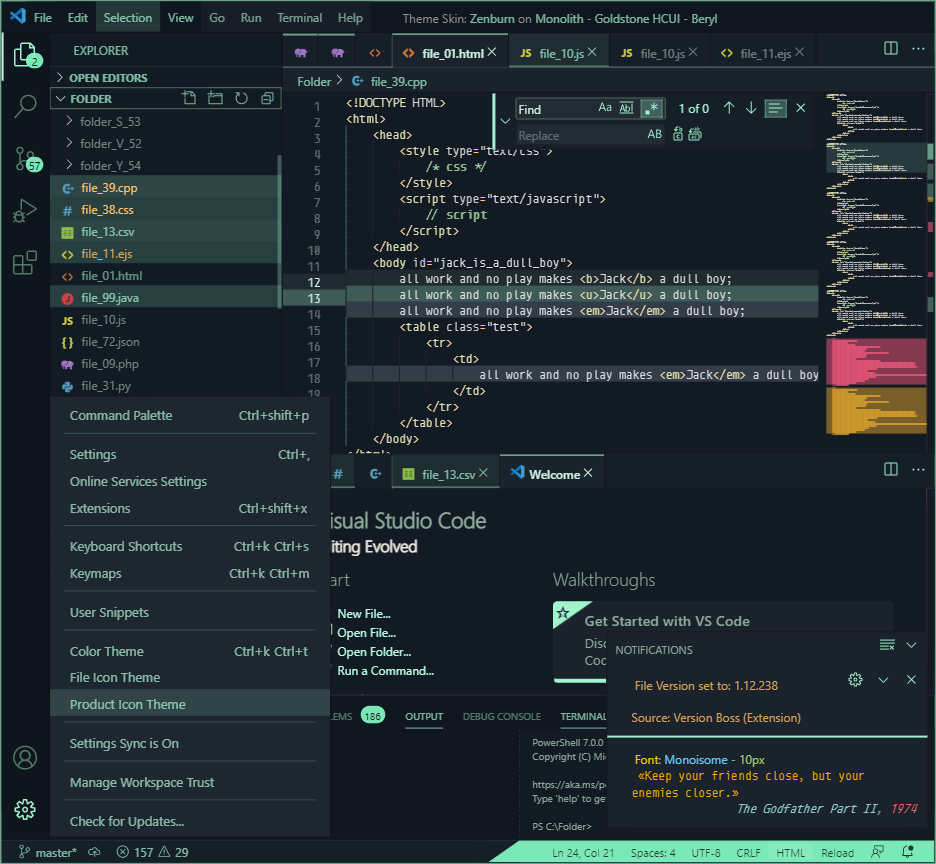 File Edit Selection View Go Run Terminal Help Theme Skin: Zenburn on Monolith - Goldstone HCUI - Beryl
2
57
EXPLORER
OPEN EDITORS
FOLDER
folder_S_53
folder_V_52
folder_Y_54
file_39.cpp
file_38.css
file_13.csv
file_11.ejs
file_01.html
file_99.java
JS file_10.js
file_72.json
file_09.php
file_31.py
file_01.html JS file_10.js JS file_10.js file_11.ejs
Folder > file_39.cpp
Find Aa Abl .* 1 of 0
Replace AB
1 <!DOCTYPE HTML>
2 <html>
3 <head>
4 <style type="text/css">
5 /* css */
6 </style>
7 <script type="text/javascript">
8 // script
9 </script>
10 </head>
11 <body id="jack_is_a_dull_boy">
12 all work and no play makes <b>Jack</b> a dull boy;
13 all work and no play makes <u>Jack</u> a dull boy;
14 all work and no play makes <em>Jack</em> a dull boy;
15 <table class="test">
16 <tr>
17 <td>
18 all work and no play makes <em>Jack</em> a dull boy
19 </td>
</tr>
</table>
</body>
Command Palette Ctrl+shift+p
Settings Ctrl+,
Online Services Settings
Extensions Ctrl+shift+x
Keyboard Shortcuts Ctrl+k Ctrl+s
Keymaps Ctrl+k Ctrl+m
User Snippets
Color Theme Ctrl+k Ctrl+t
File Icon Theme
Product Icon Theme
Settings Sync is On
Manage Workspace Trust
Check for Updates...
# file_13.csv Welcome
isual Studio Code
iting Evolved
art
New File...
Open File...
Open Folder...
Run a Command...
Walkthroughs
Get Started with VS Code
Disc
Coc
NOTIFICATIONS
File Version set to: 1.12.238
Source: Version Boss (Extension)
Font: Monoisome - 10px
«Keep your friends close, but your
enemies closer.»
The Godfather Part II, 1974
LEMS 186 OUTPUT DEBUG CONSOLE TERMINAL
PowerShell 7.0.0
Copyright (C) Mi
https://aka.ms/p
Type 'help' to ge
PS C:\Folder>
master* 157 29 Ln 24, Col 21 Spaces: 4 UTF-8 CRLF HTML Reload